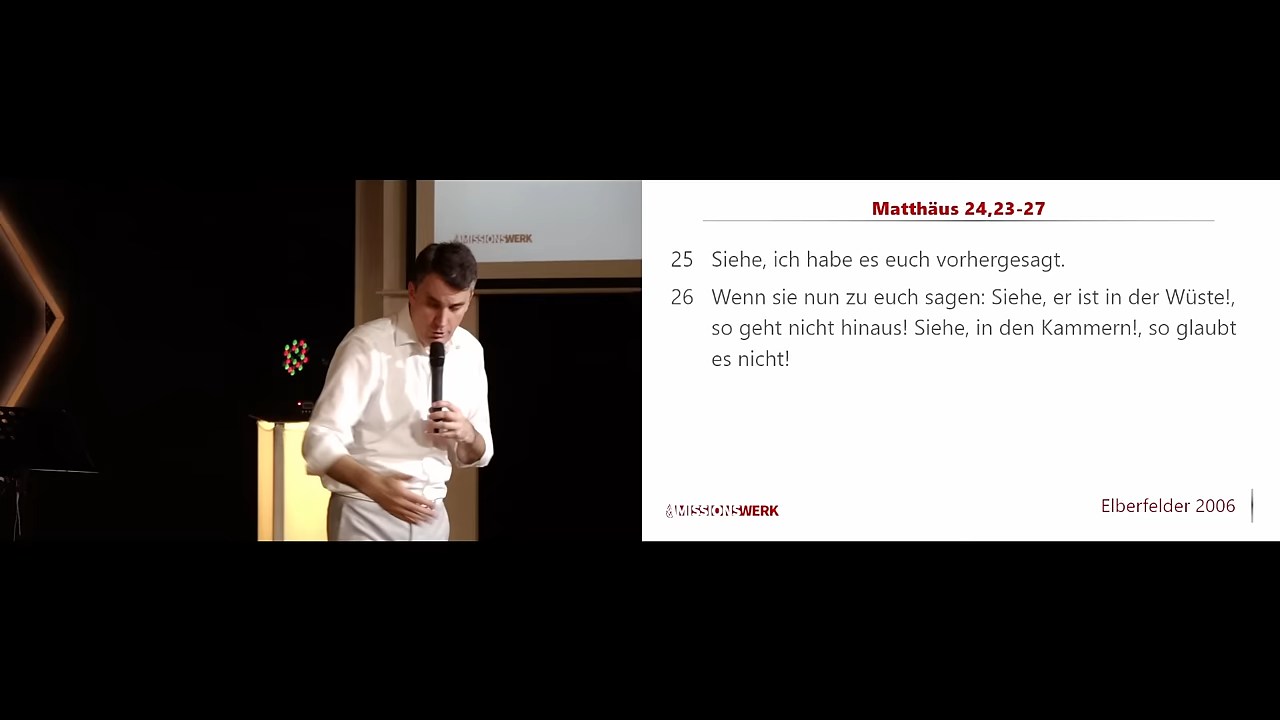 MISSIONSWERK
Matthäus 24,23-27
25 Siehe, ich habe es euch vorhergesagt.
26 Wenn sie nun zu euch sagen: Siehe, er ist in der Wüste!,
so geht nicht hinaus! Siehe, in den Kammern!, so glaubt
es nicht!
MISSIONSWERK
Elberfelder 2006